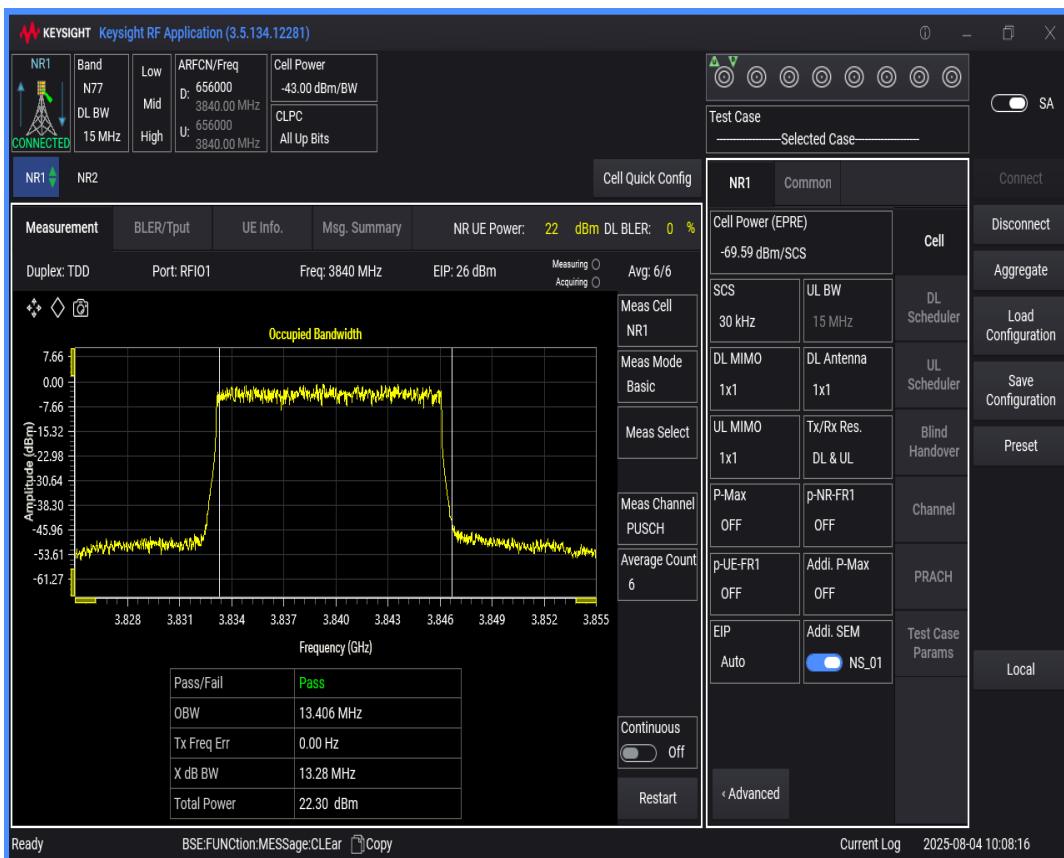 KEYSIGHT Keysight RF Application (3.5.134.12281)
NR1
CONNECTED
Band
N77
DL BW
15 MHz
Low
Mid
High
ARFCN/Freq
D: 656000
3840.00 MHz
U: 656000
3840.00 MHz
Cell Power
-43.00 dBm/BW
CLPC
All Up Bits
Test Case
Selected Case
SA
NR1
NR2
Cell Quick Config
Measurement
BLER/Tput
UE Info.
Msg. Summary
NR UE Power: 22 dBm DL BLER: 0 %
Duplex: TDD
Port: RFIO1
Freq: 3840 MHz
EIP: 26 dBm
Measuring
Acquiring
Avg: 6/6
Occupied Bandwidth
7.66
0.00
-7.66
-15.32
-22.98
-30.64
-38.30
-45.96
-53.61
-61.27
Amplitude (dBm)
3.828 3.831 3.834 3.837 3.840 3.843 3.846 3.849 3.852 3.855
Frequency (GHz)
Pass/Fail Pass
OBW 13.406 MHz
Tx Freq Err 0.00 Hz
X dB BW 13.28 MHz
Total Power 22.30 dBm
Meas Cell
NR1
Meas Mode
Basic
Meas Select
Meas Channel
PUSCH
Average Count
6
Continuous
Off
Restart
NR1
Common
Cell Power (EPRE)
-69.59 dBm/SCS
SCS
30 kHz
UL BW
15 MHz
DL MIMO
1x1
DL Antenna
1x1
UL MIMO
1x1
Tx/Rx Res.
DL & UL
P-Max
OFF
p-NR-FR1
OFF
p-UE-FR1
OFF
Addi. P-Max
OFF
EIP
Auto
Addi. SEM
NS_01
‹ Advanced
Cell
DL
Scheduler
UL
Scheduler
Blind
Handover
Channel
PRACH
Test Case
Params
Connect
Disconnect
Aggregate
Load
Configuration
Save
Configuration
Preset
Local
Ready
BSE:FUNCtion:MESSage:CLEar Copy
Current Log
2025-08-04 10:08:16